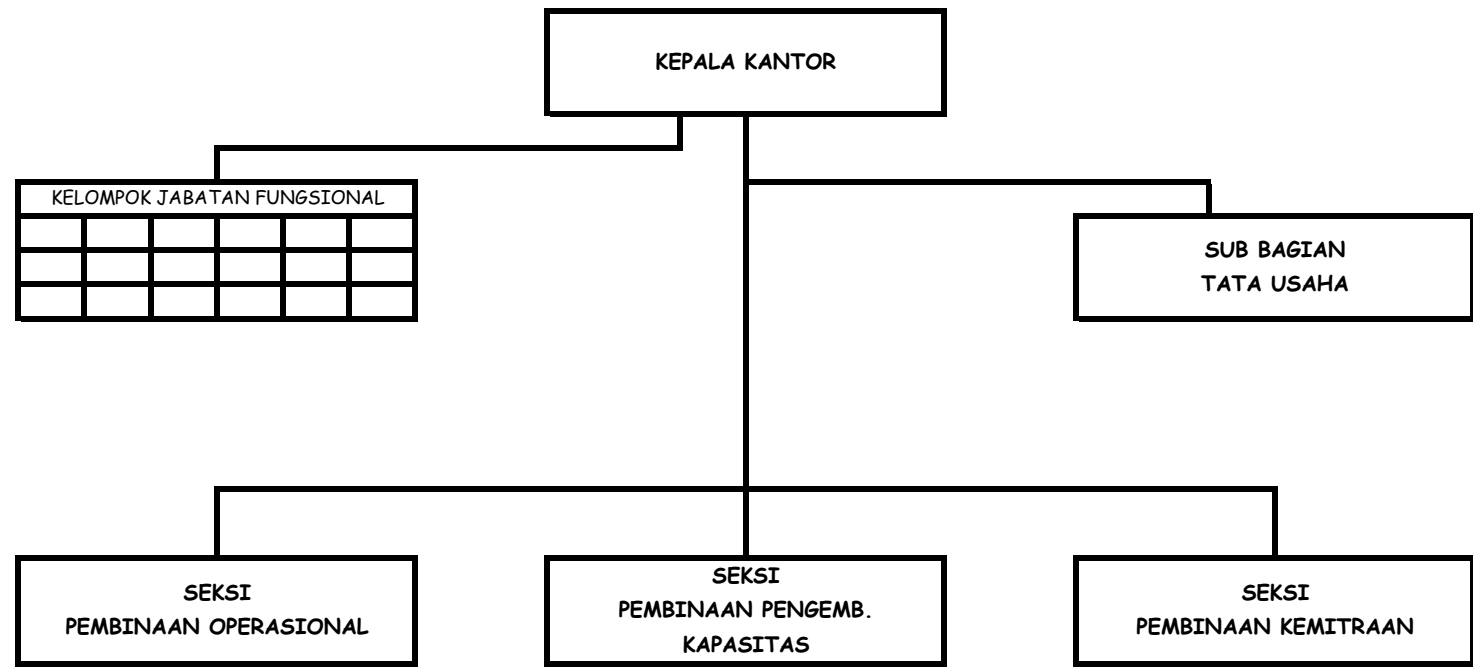 KEPALA KANTOR
KELOMPOK JABATAN FUNGSIONAL
SUB BAGIAN
TATA USAHA
SEKSI
PEMBINAAN OPERASIONAL
SEKSI
PEMBINAAN PENGEMB.
KAPASITAS
SEKSI
PEMBINAAN KEMITRAAN